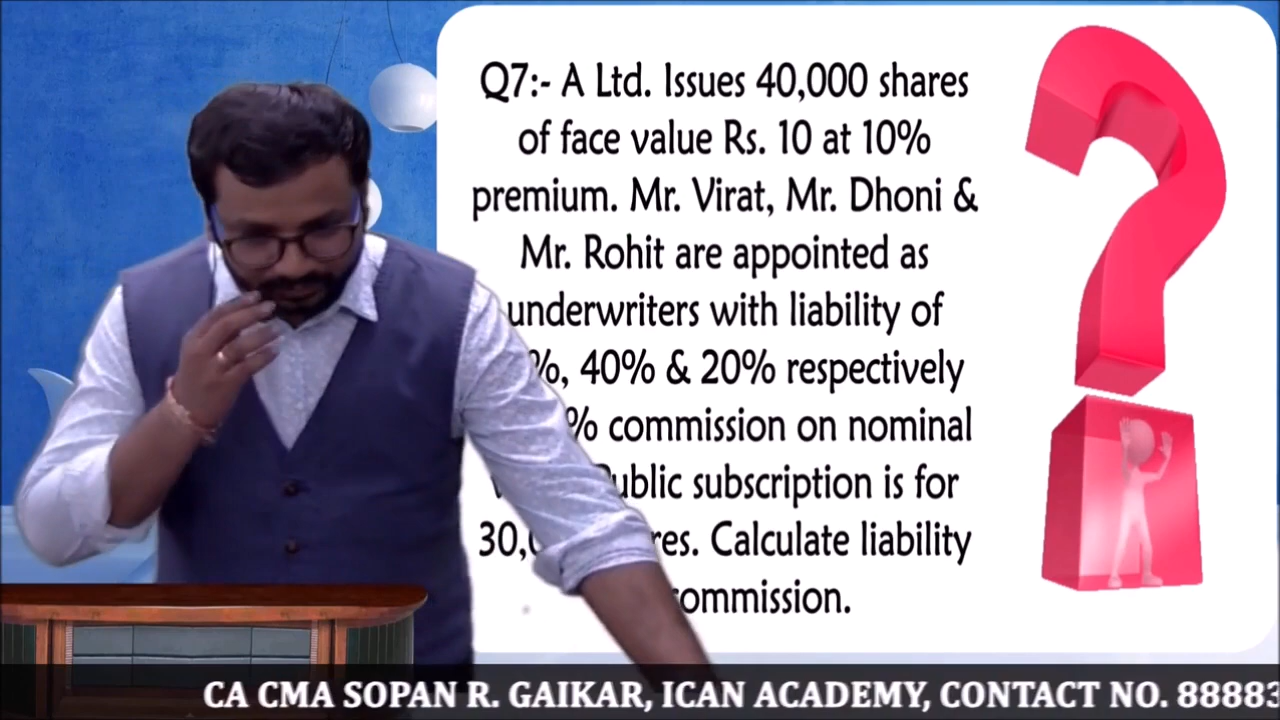 Q7:- A Ltd. Issues 40,000 shares
of face value Rs. 10 at 10%
premium. Mr. Virat, Mr. Dhoni &
Mr. Rohit are appointed as
underwriters with liability of
%, 40% & 20% respectively
% commission on nominal
Public subscription is for
30, Calculate liability
commission.
CA CMA SOPAN R. GAIKAR, ICAN ACADEMY, CONTACT NO. 88883